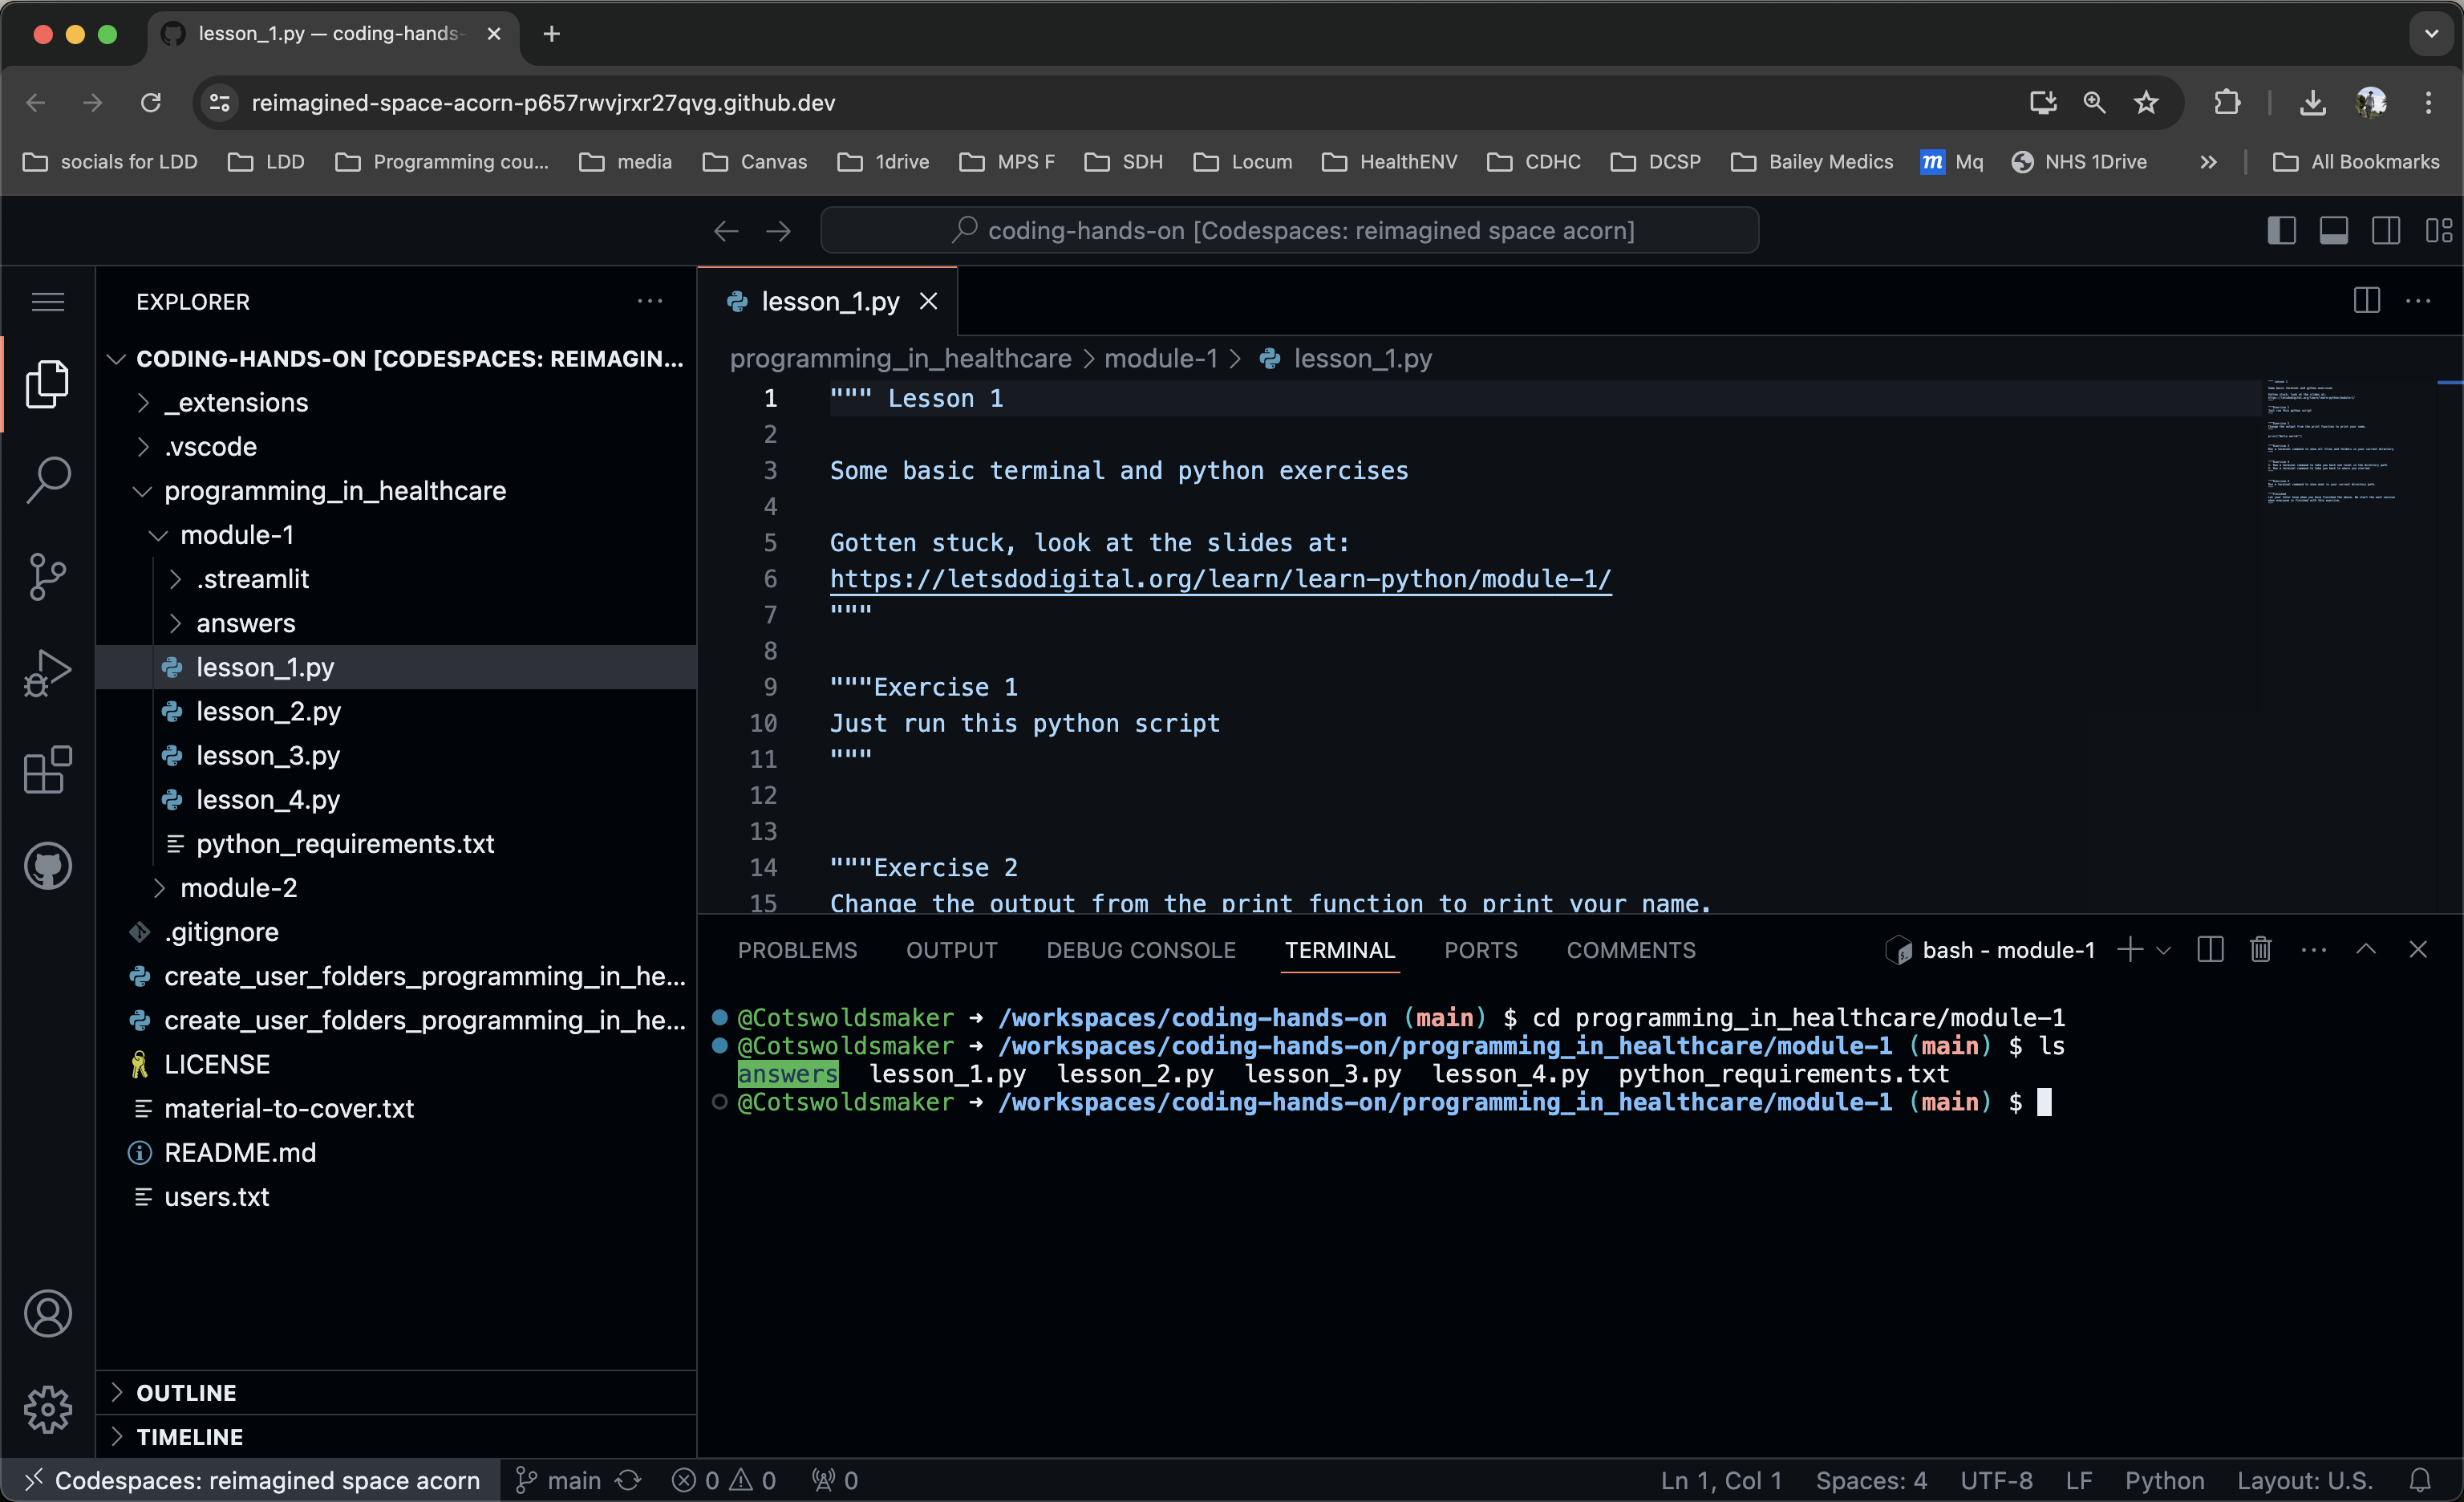 lesson_1.py — coding-hands-
reimagined-space-acorn-p657rwvjrxr27qvg.github.dev
socials for LDD LDD Programming cou... media Canvas 1drive MPS F SDH Locum HealthENV CDHC DCSP Bailey Medics m Mq NHS 1Drive » All Bookmarks
coding-hands-on [Codespaces: reimagined space acorn]
EXPLORER
CODING-HANDS-ON [CODESPACES: REIMAGIN...
_extensions
.vscode
programming_in_healthcare
module-1
.streamlit
answers
lesson_1.py
lesson_2.py
lesson_3.py
lesson_4.py
python_requirements.txt
module-2
.gitignore
create_user_folders_programming_in_he...
create_user_folders_programming_in_he...
LICENSE
material-to-cover.txt
README.md
users.txt
OUTLINE
TIMELINE
lesson_1.py
programming_in_healthcare > module-1 > lesson_1.py
1 """ Lesson 1
2
3 Some basic terminal and python exercises
4
5 Gotten stuck, look at the slides at:
6 https://letsdodigital.org/learn/learn-python/module-1/
7 """
8
9 """Exercise 1
10 Just run this python script
11 """
12
13
14 """Exercise 2
15 Change the output from the print function to print your name.
PROBLEMS OUTPUT DEBUG CONSOLE TERMINAL PORTS COMMENTS bash - module-1
@Cotswoldsmaker → /workspaces/coding-hands-on (main) $ cd programming_in_healthcare/module-1
@Cotswoldsmaker → /workspaces/coding-hands-on/programming_in_healthcare/module-1 (main) $ ls
answers lesson_1.py lesson_2.py lesson_3.py lesson_4.py python_requirements.txt
@Cotswoldsmaker → /workspaces/coding-hands-on/programming_in_healthcare/module-1 (main) $
Codespaces: reimagined space acorn main 0 0 0 Ln 1, Col 1 Spaces: 4 UTF-8 LF Python Layout: U.S.